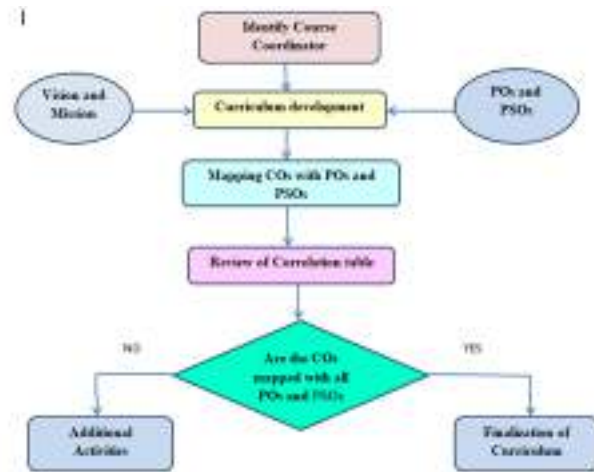 Identify Course
Coordinator
Vision and
Mission
Curriculum development
POs and
PSOs
Mapping COs with POs and
PSOs
Review of Correlation table
NO
Are the COs
mapped with all
POs and PSOs
YES
Additional
Activities
Finalization of
Curriculum